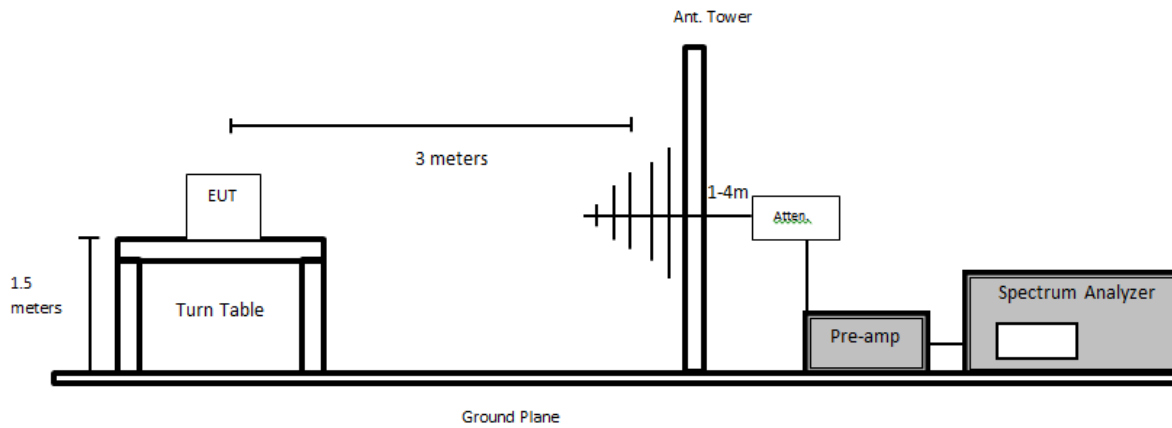 Ant. Tower
3 meters
EUT
1-4m
Atten.
1.5
meters
Turn Table
Spectrum Analyzer
Pre-amp
Ground Plane